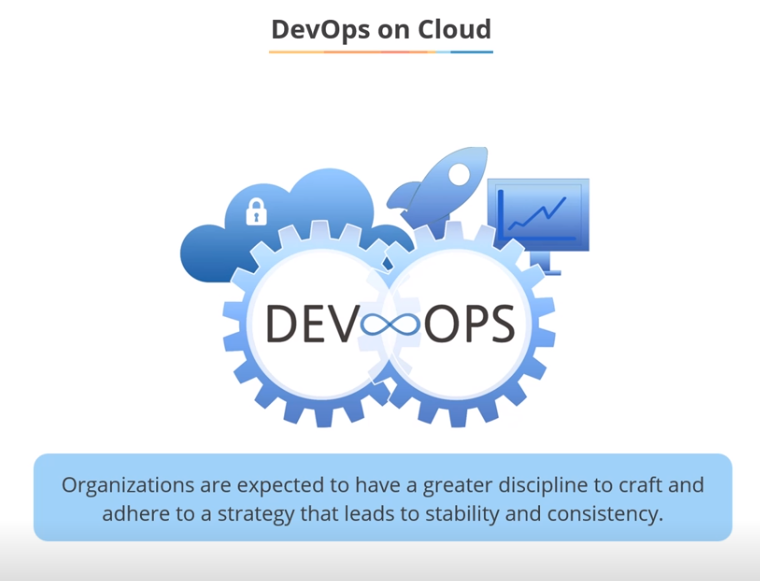 DevOps on Cloud
DEV∞OPS
Organizations are expected to have a greater discipline to craft and
adhere to a strategy that leads to stability and consistency.